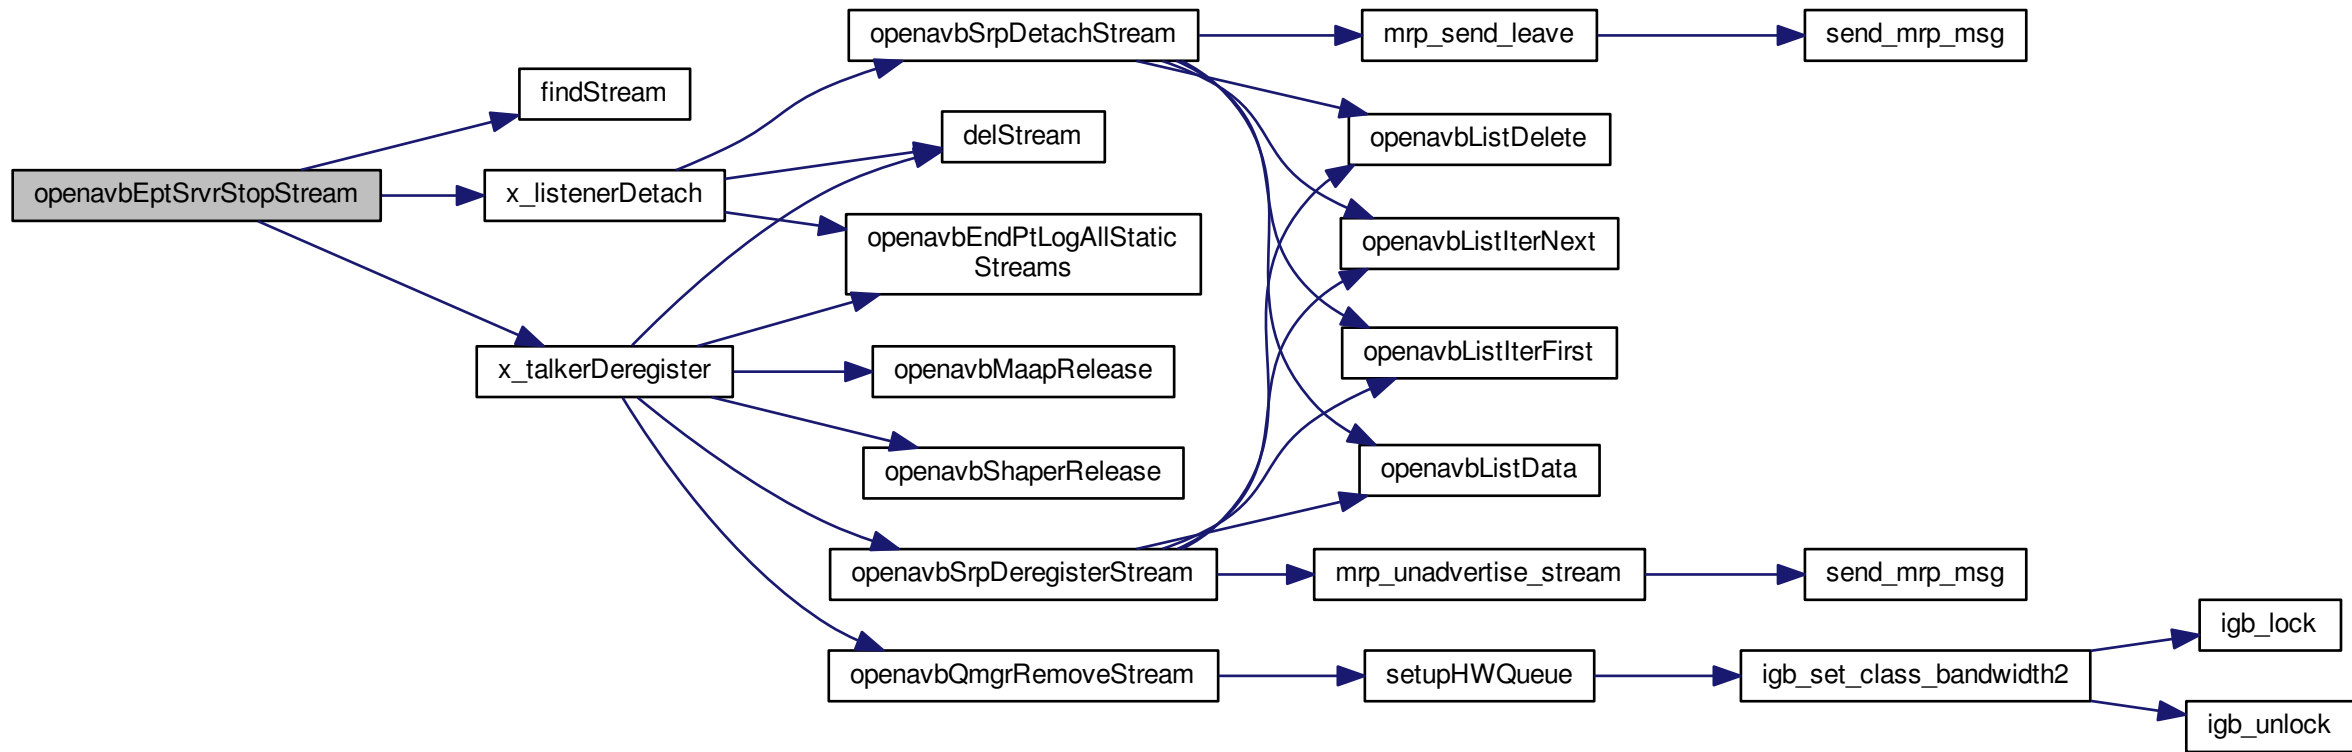 openavbEptSrvrStopStream
findStream
x_listenerDetach
x_talkerDeregister
openavbSrpDetachStream
delStream
openavbEndPtLogAllStatic
Streams
openavbMaapRelease
openavbShaperRelease
openavbSrpDeregisterStream
openavbQmgrRemoveStream
mrp_send_leave
openavbListDelete
openavbListIterNext
openavbListIterFirst
openavbListData
mrp_unadvertise_stream
setupHWQueue
send_mrp_msg
send_mrp_msg
igb_set_class_bandwidth2
igb_lock
igb_unlock